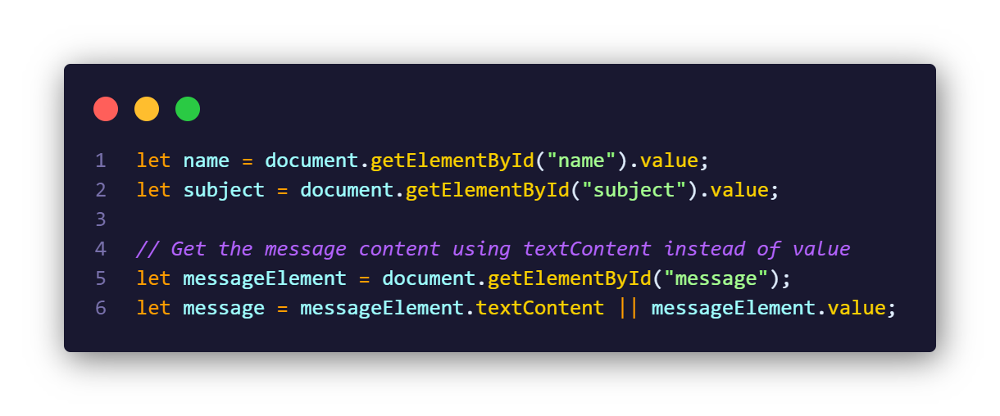 1 let name = document.getElementById("name").value;
2 let subject = document.getElementById("subject").value;
3
4 // Get the message content using textContent instead of value
5 let messageElement = document.getElementById("message");
6 let message = messageElement.textContent || messageElement.value;